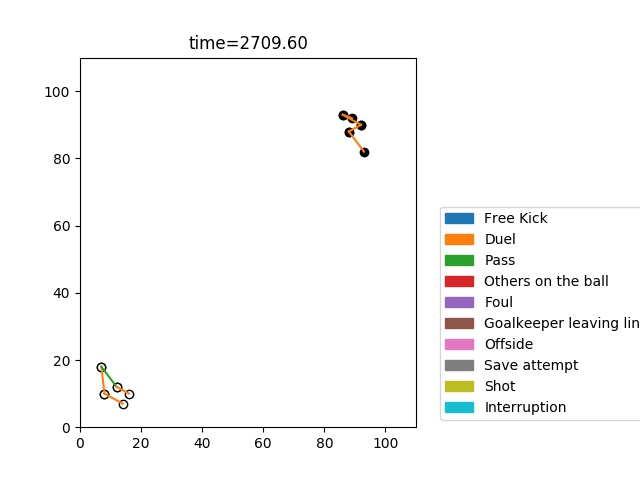 time=2709.60
100
80
60
40
20
0
0 20 40 60 80 100
Free Kick
Duel
Pass
Others on the ball
Foul
Goalkeeper leaving lin
Offside
Save attempt
Shot
Interruption